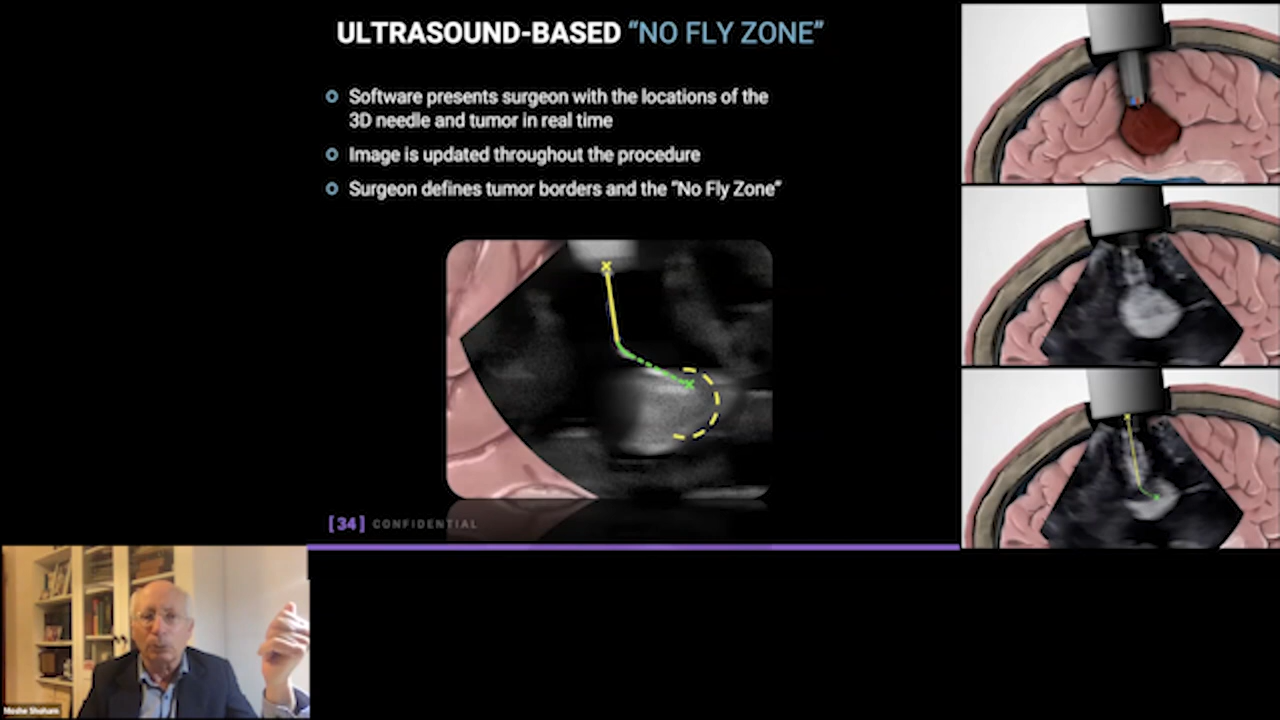 ULTRASOUND-BASED “NO FLY ZONE”
Software presents surgeon with the locations of the
3D needle and tumor in real time
Image is updated throughout the procedure
Surgeon defines tumor borders and the “No Fly Zone”
[34] CONFIDENTIAL
Moshe Shoham